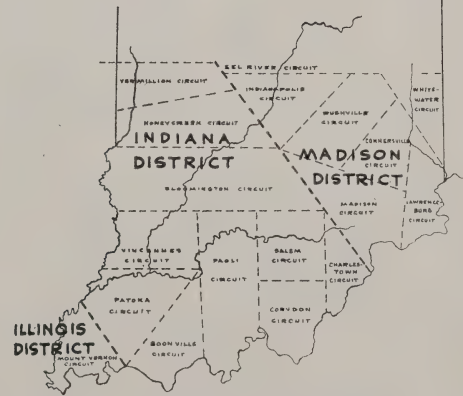 EEL RIVER CIRCUIT
VERMILLION CIRCUIT
INDIANAPOLIS
CIRCUIT
WHITE-
WATER
CIRCUIT
RUSHVILLE
CIRCUIT
HONEYCREEK CIRCUIT
CONNERSVILLE
CIRCUIT
INDIANA
DISTRICT
MADISON
DISTRICT
BLOOMINGTON CIRCUIT
MADISON
CIRCUIT
LAWRENCE-
BURG
CIRCUIT
VINCENNES
CIRCUIT
PAOLI
CIRCUIT
SALEM
CIRCUIT
CHARLES-
TOWN
CIRCUIT
PATOKA
CIRCUIT
CORYDON
CIRCUIT
ILLINOIS
DISTRICT
BOONVILLE
CIRCUIT
MOUNT VERNON
CIRCUIT